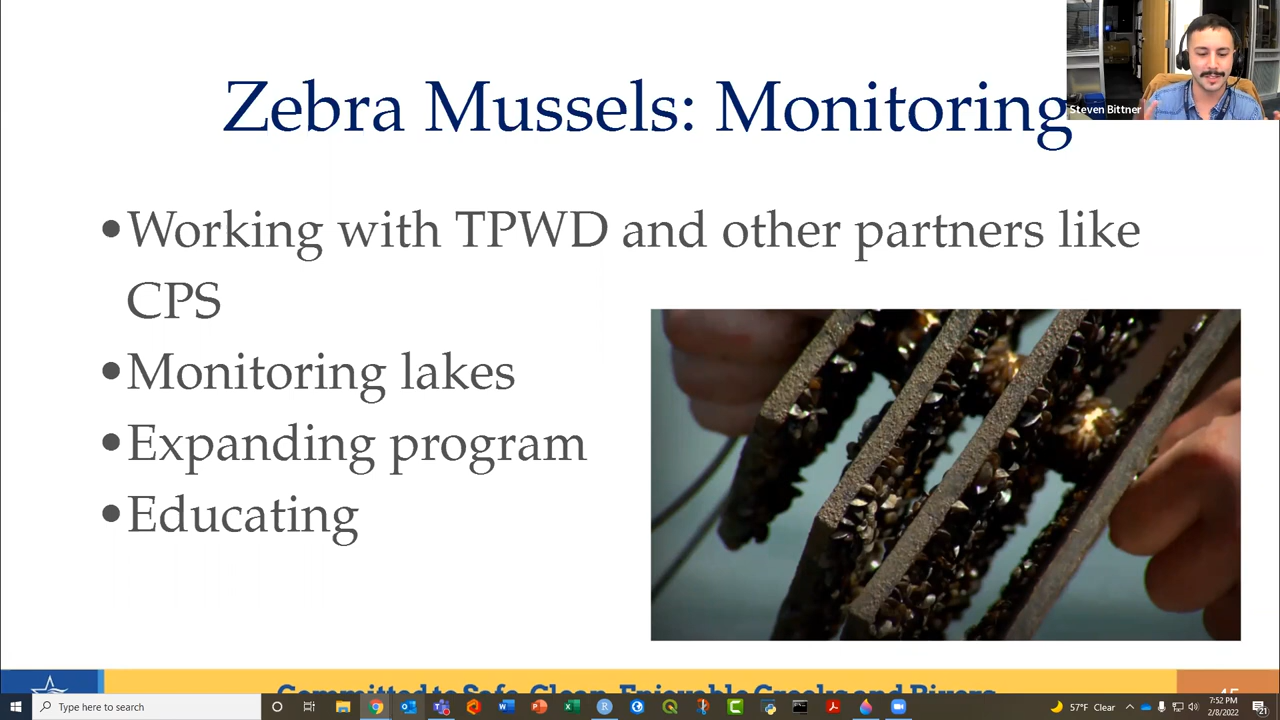 Zebra Mussels: Monitoring
Steven Bittner
•Working with TPWD and other partners like
CPS
•Monitoring lakes
•Expanding program
•Educating
Committed to Safe, Clean, Enjoyable Creeks and Rivers
45
Type here to search
57°F Clear
7:52 PM
2/8/2022
21